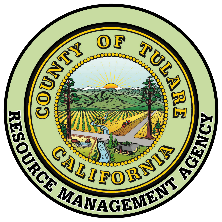 COUNTY OF TULARE
CALIFORNIA
RESOURCE MANAGEMENT AGENCY